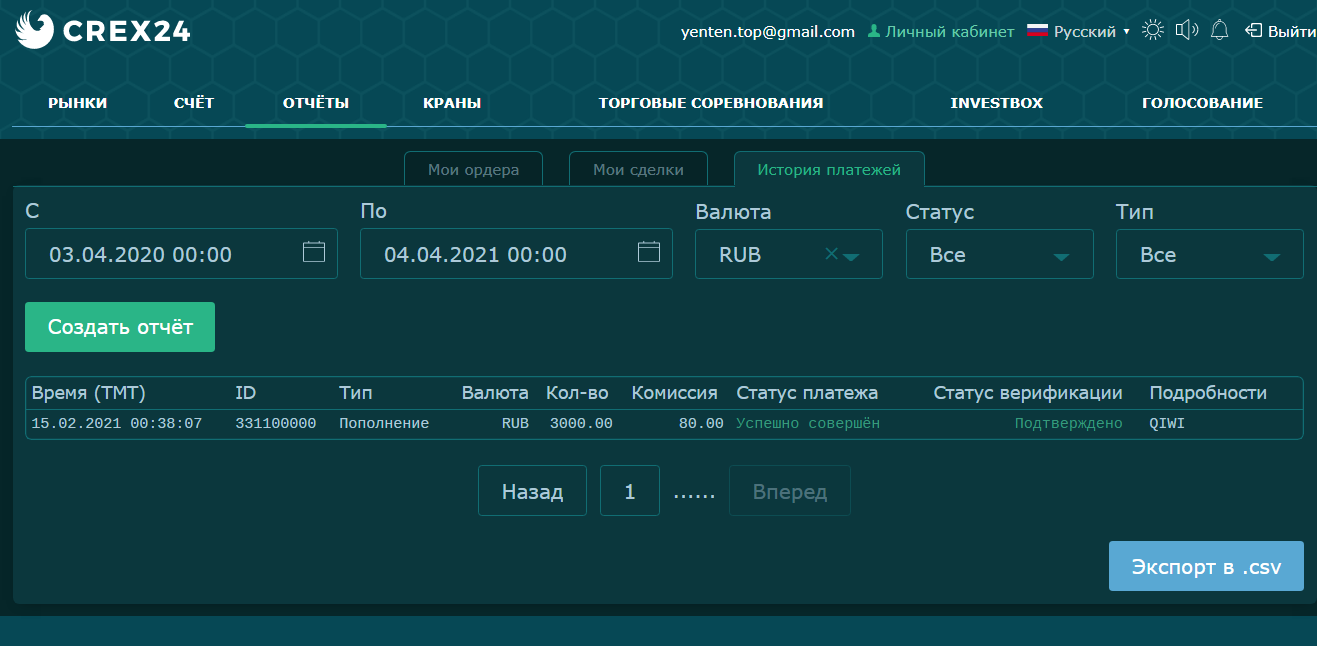 CREX24
yenten.top@gmail.com Личный кабинет Русский Выйти
РЫНКИ СЧЁТ ОТЧЁТЫ КРАНЫ ТОРГОВЫЕ СОРЕВНОВАНИЯ INVESTBOX ГОЛОСОВАНИЕ
Мои ордера Мои сделки История платежей
С По Валюта Статус Тип
03.04.2020 00:00 04.04.2021 00:00 RUB Все Все
Создать отчёт
Время (TMT) ID Тип Валюта Кол-во Комиссия Статус платежа Статус верификации Подробности
15.02.2021 00:38:07 331100000 Пополнение RUB 3000.00 80.00 Успешно совершён Подтверждено QIWI
Назад 1 ...... Вперед
Экспорт в .csv